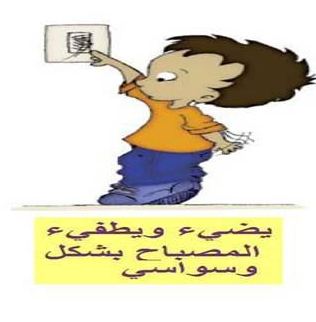 يضيء ويطفيء
المصباح بشكل
وسواسي